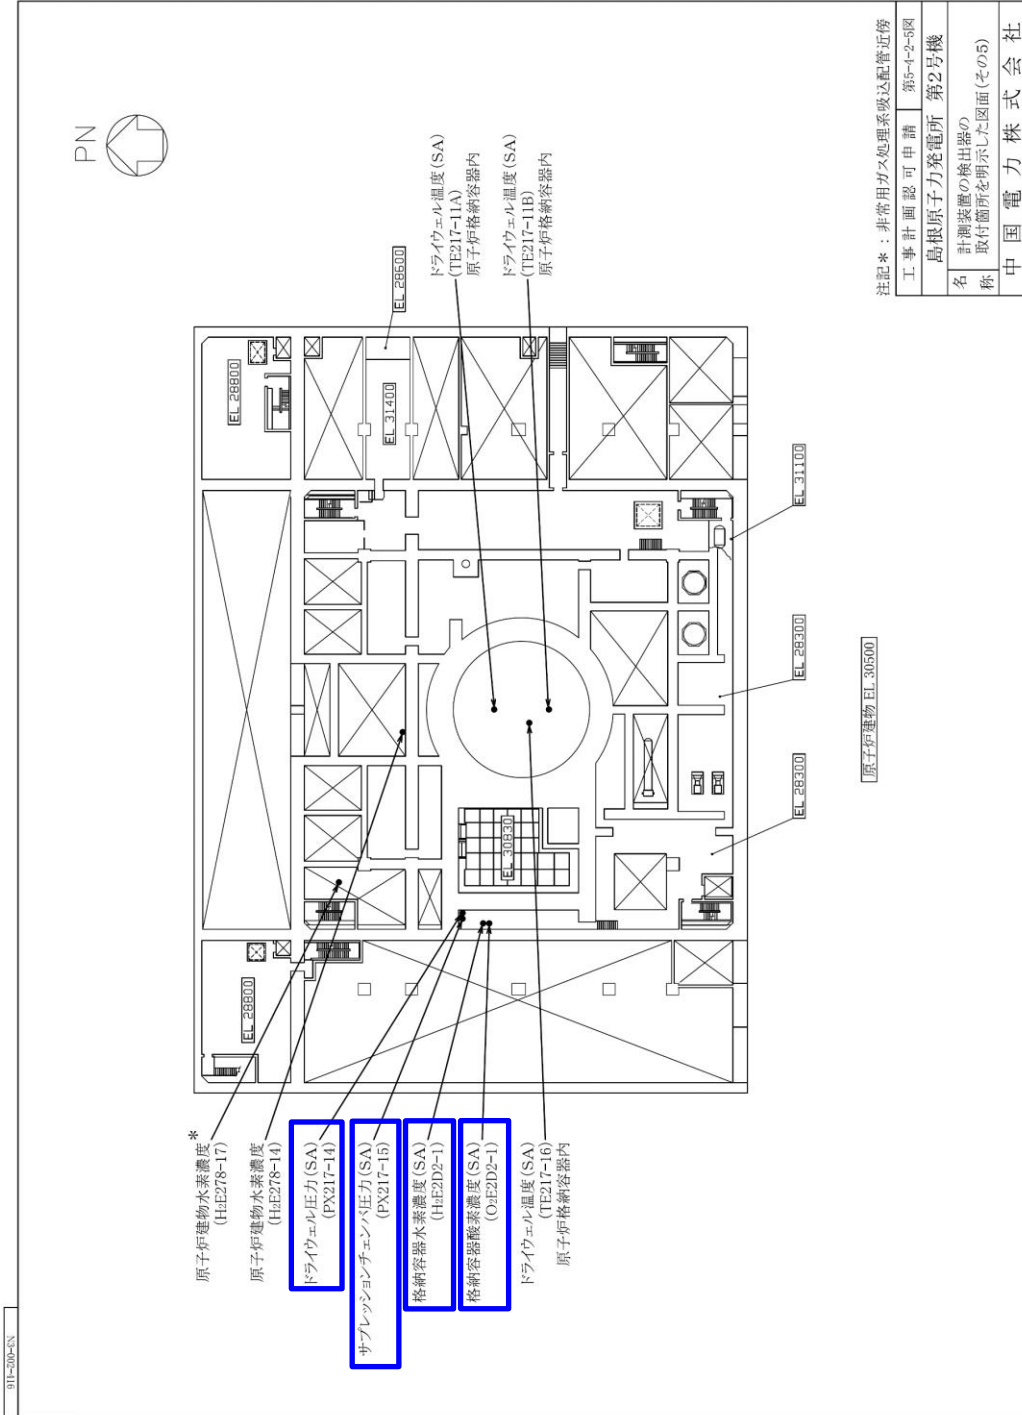 N3-002-116
PN
原子炉建物水素濃度*
(H2E278-17)
原子炉建物水素濃度
(H2E278-14)
ドライウェル圧力(SA)
(PX217-14)
サプレッションチェンバ圧力(SA)
(PX217-15)
格納容器水素濃度(SA)
(H2E2D2-1)
格納容器酸素濃度(SA)
(O2E2D2-1)
ドライウェル温度(SA)
(TE217-16)
原子炉格納容器内
EL 28800
EL 28800
EL 28600
EL 31400
EL 30830
ドライウェル温度(SA)
(TE217-11A)
原子炉格納容器内
ドライウェル温度(SA)
(TE217-11B)
原子炉格納容器内
EL 28300
EL 28300
EL 31100
原子炉建物 EL 30500
注記*:非常用ガス処理系吸込配管近傍
工事計画認可申請 第5-4-2-5図
島根原子力発電所 第2号機
名称 計測装置の検出器の
取付箇所を明示した図面(その5)
中国電力株式会社